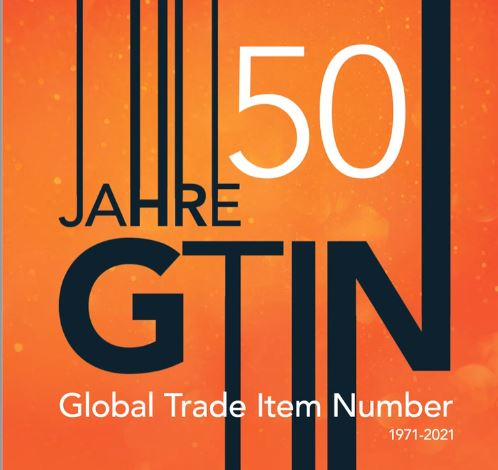 50
JAHRE
GTIN
Global Trade Item Number
1971-2021